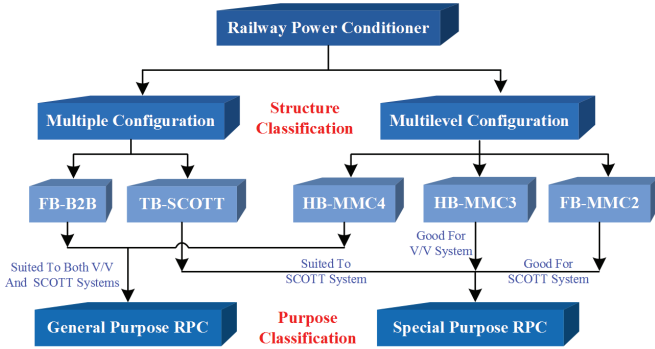 Railway Power Conditioner
Structure
Classification
Multiple Configuration
Multilevel Configuration
FB-B2B
TB-SCOTT
HB-MMC4
HB-MMC3
FB-MMC2
Good For
V/V System
Suited To Both V/V
And SCOTT Systems
Suited To
SCOTT System
Good For
SCOTT System
General Purpose RPC
Purpose
Classification
Special Purpose RPC